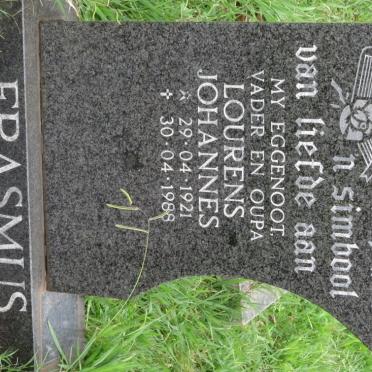 'n simbool
van liefde aan
MY EGGENOOT
VADER EN OUPA
LOURENS
JOHANNES
29·04·1921
30·04·1988
ERASMUS